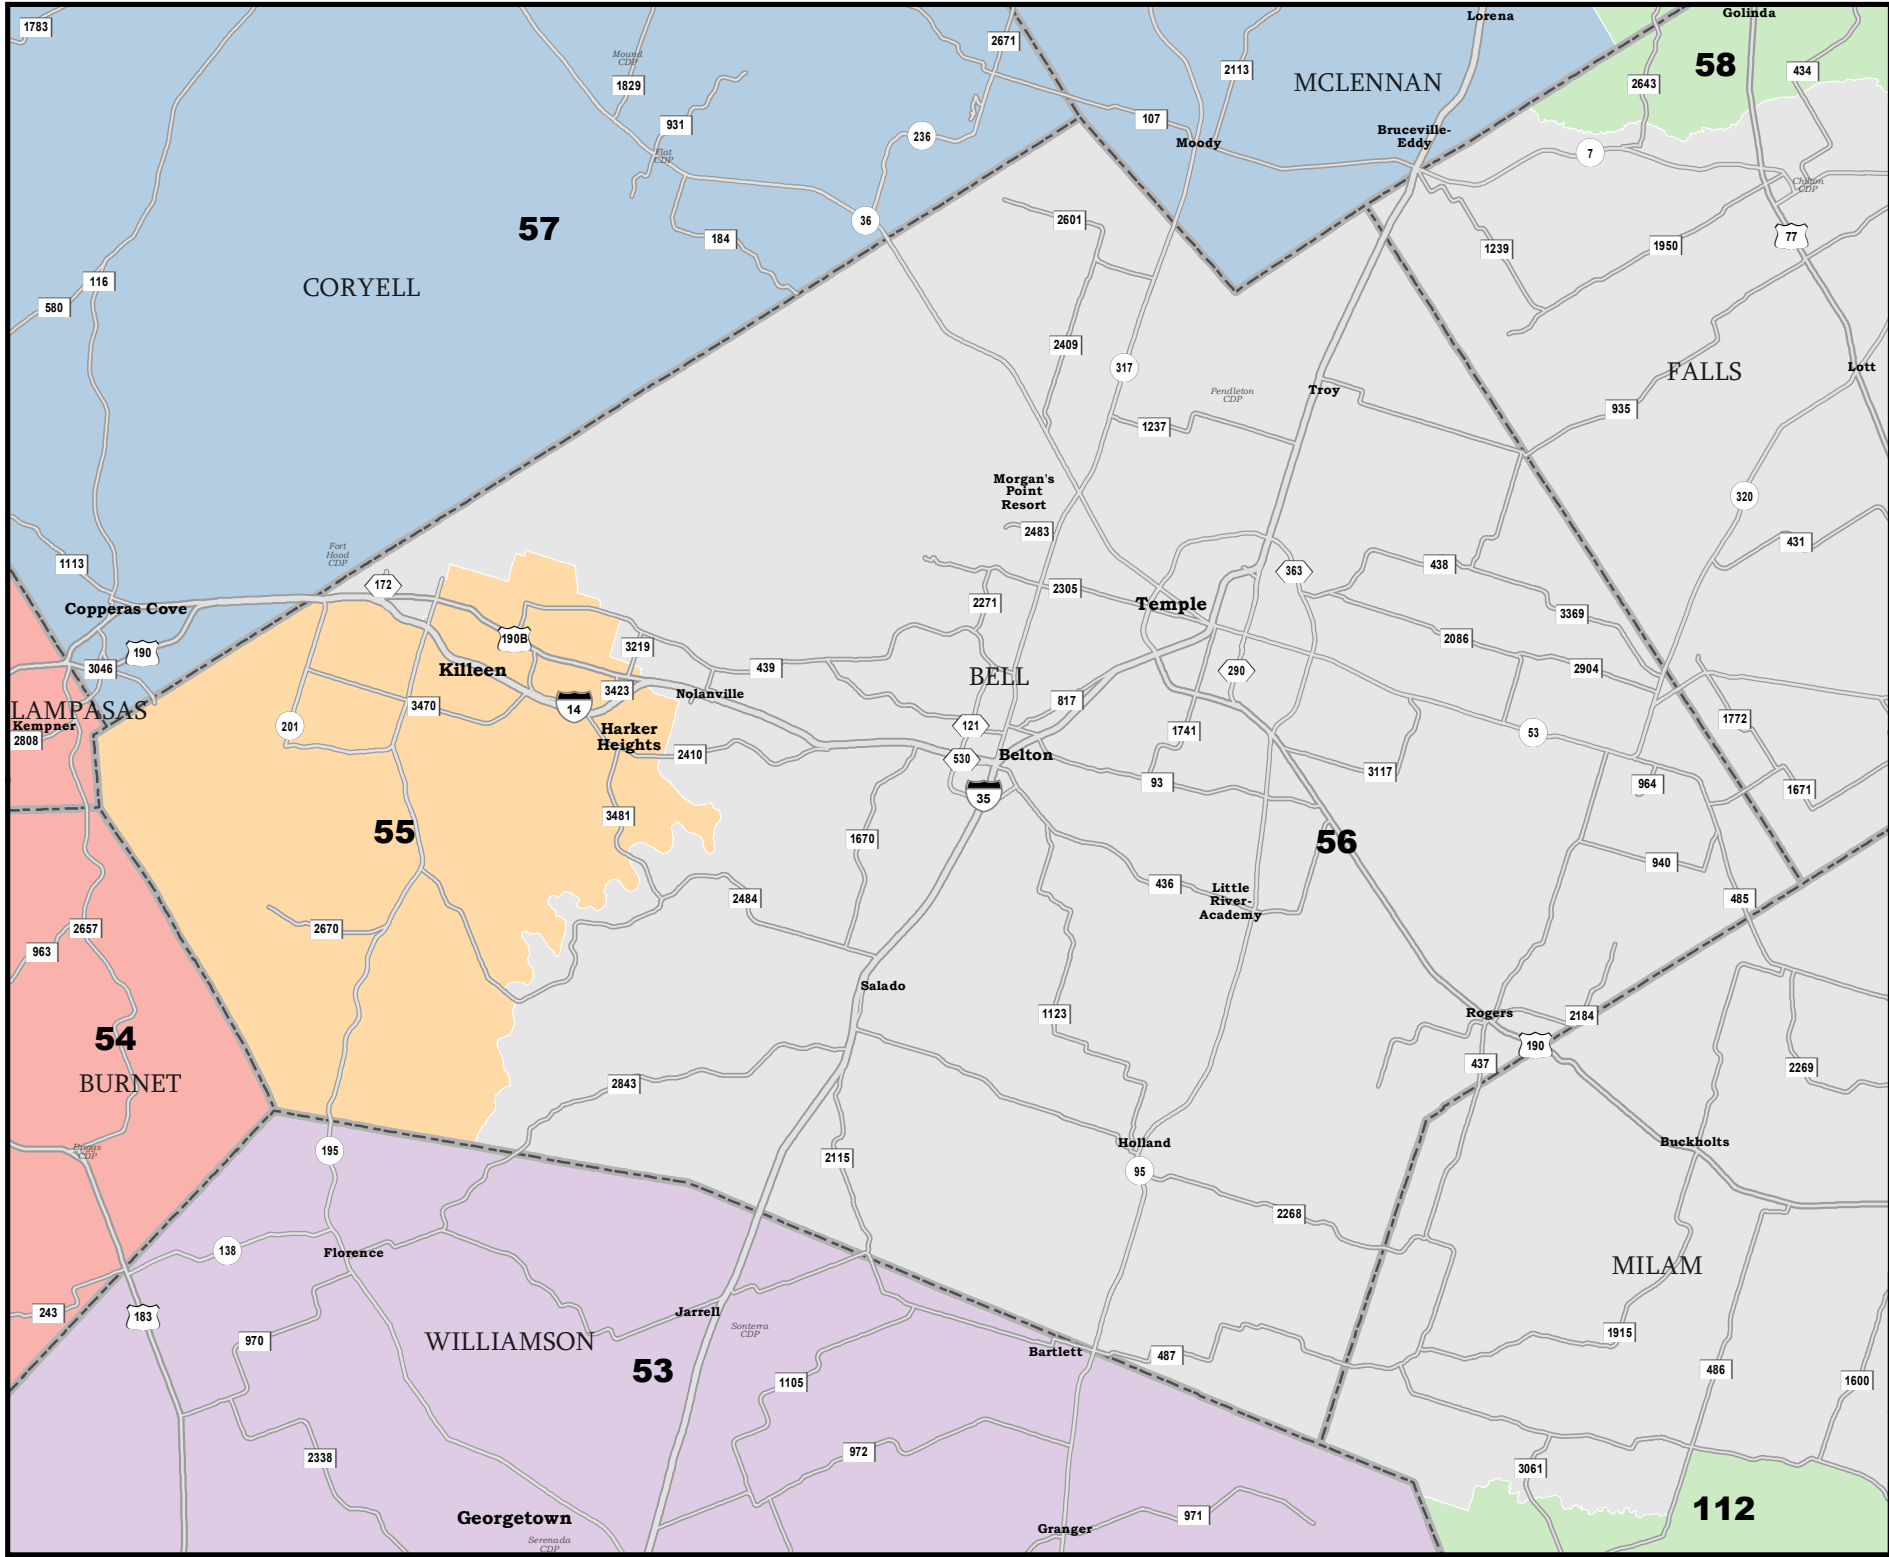 1783
Mound
CDP
2671
Lorena
Golinda
1829
2113
MCLENNAN
2643
58
434
931
236
107
Moody
Bruceville-
Eddy
7
Flat
CDP
Chilton
CDP
57
36
184
2601
1239
1950
77
116
580
CORYELL
2409
317
FALLS
Lott
Pendleton
CDP
Troy
935
1237
Morgan's
Point
Resort
320
2483
431
Fort
Hood
CDP
1113
172
363
438
Copperas Cove
2305
2271
Temple
3369
190B
190
3046
3219
2086
Killeen
439
BELL
290
2904
LAMPASAS
Kempner
2808
3423
Nolanville
3470
14
817
201
121
1741
1772
53
Harker
Heights
2410
530
Belton
93
3117
964
1671
35
3481
55
1670
56
940
436
Little
River-
Academy
2484
485
2657
2670
963
Salado
1123
Rogers
2184
54
190
437
2269
BURNET
2843
Buckholts
Holland
Briggs
CDP
195
2115
95
2268
138
Florence
MILAM
243
183
Jarrell
Sonterra
CDP
970
WILLIAMSON
1915
53
Bartlett
487
486
1600
1105
972
2338
3061
112
Georgetown
971
Granger
Serenada
CDP